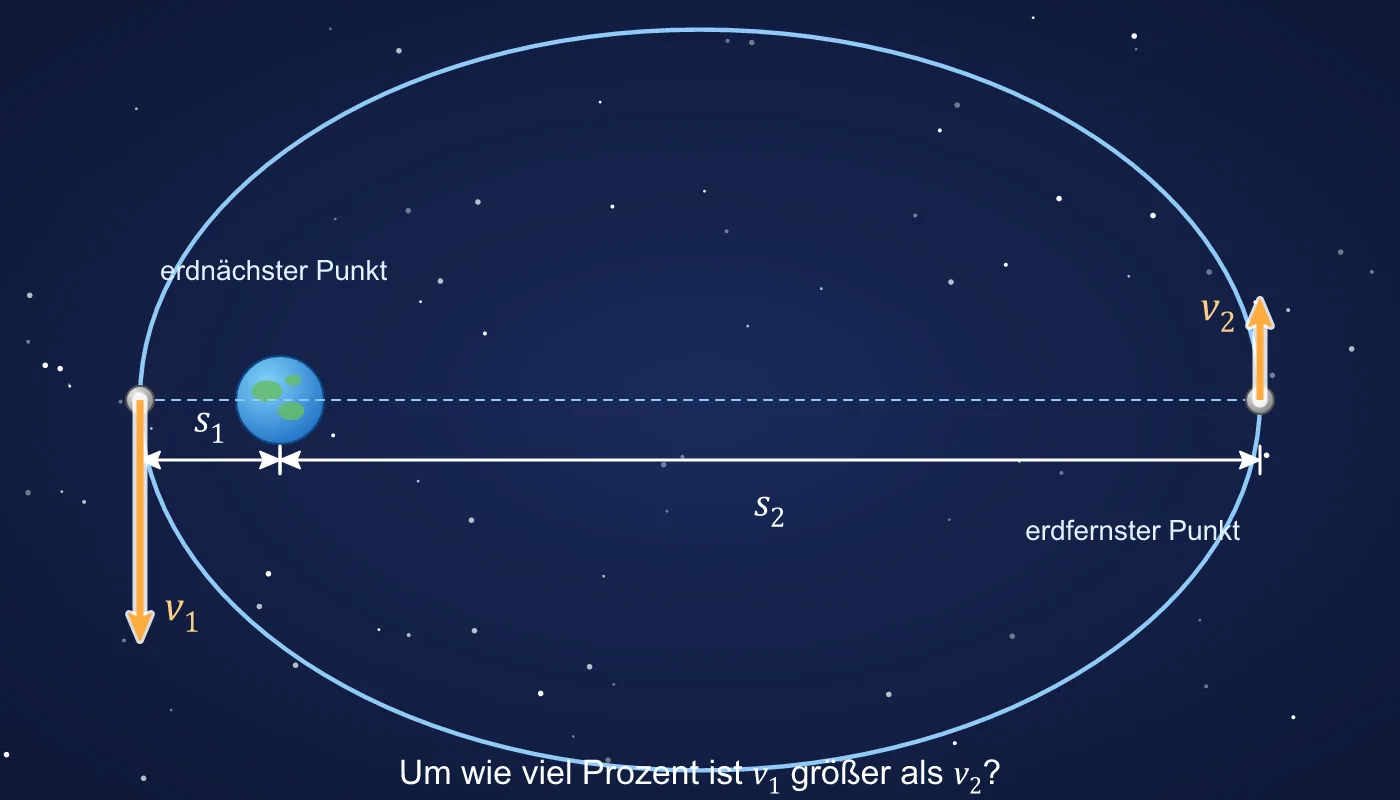 erdnächster Punkt
v₂
s₁
s₂
erdfernster Punkt
v₁
Um wie viel Prozent ist v₁ größer als v₂?